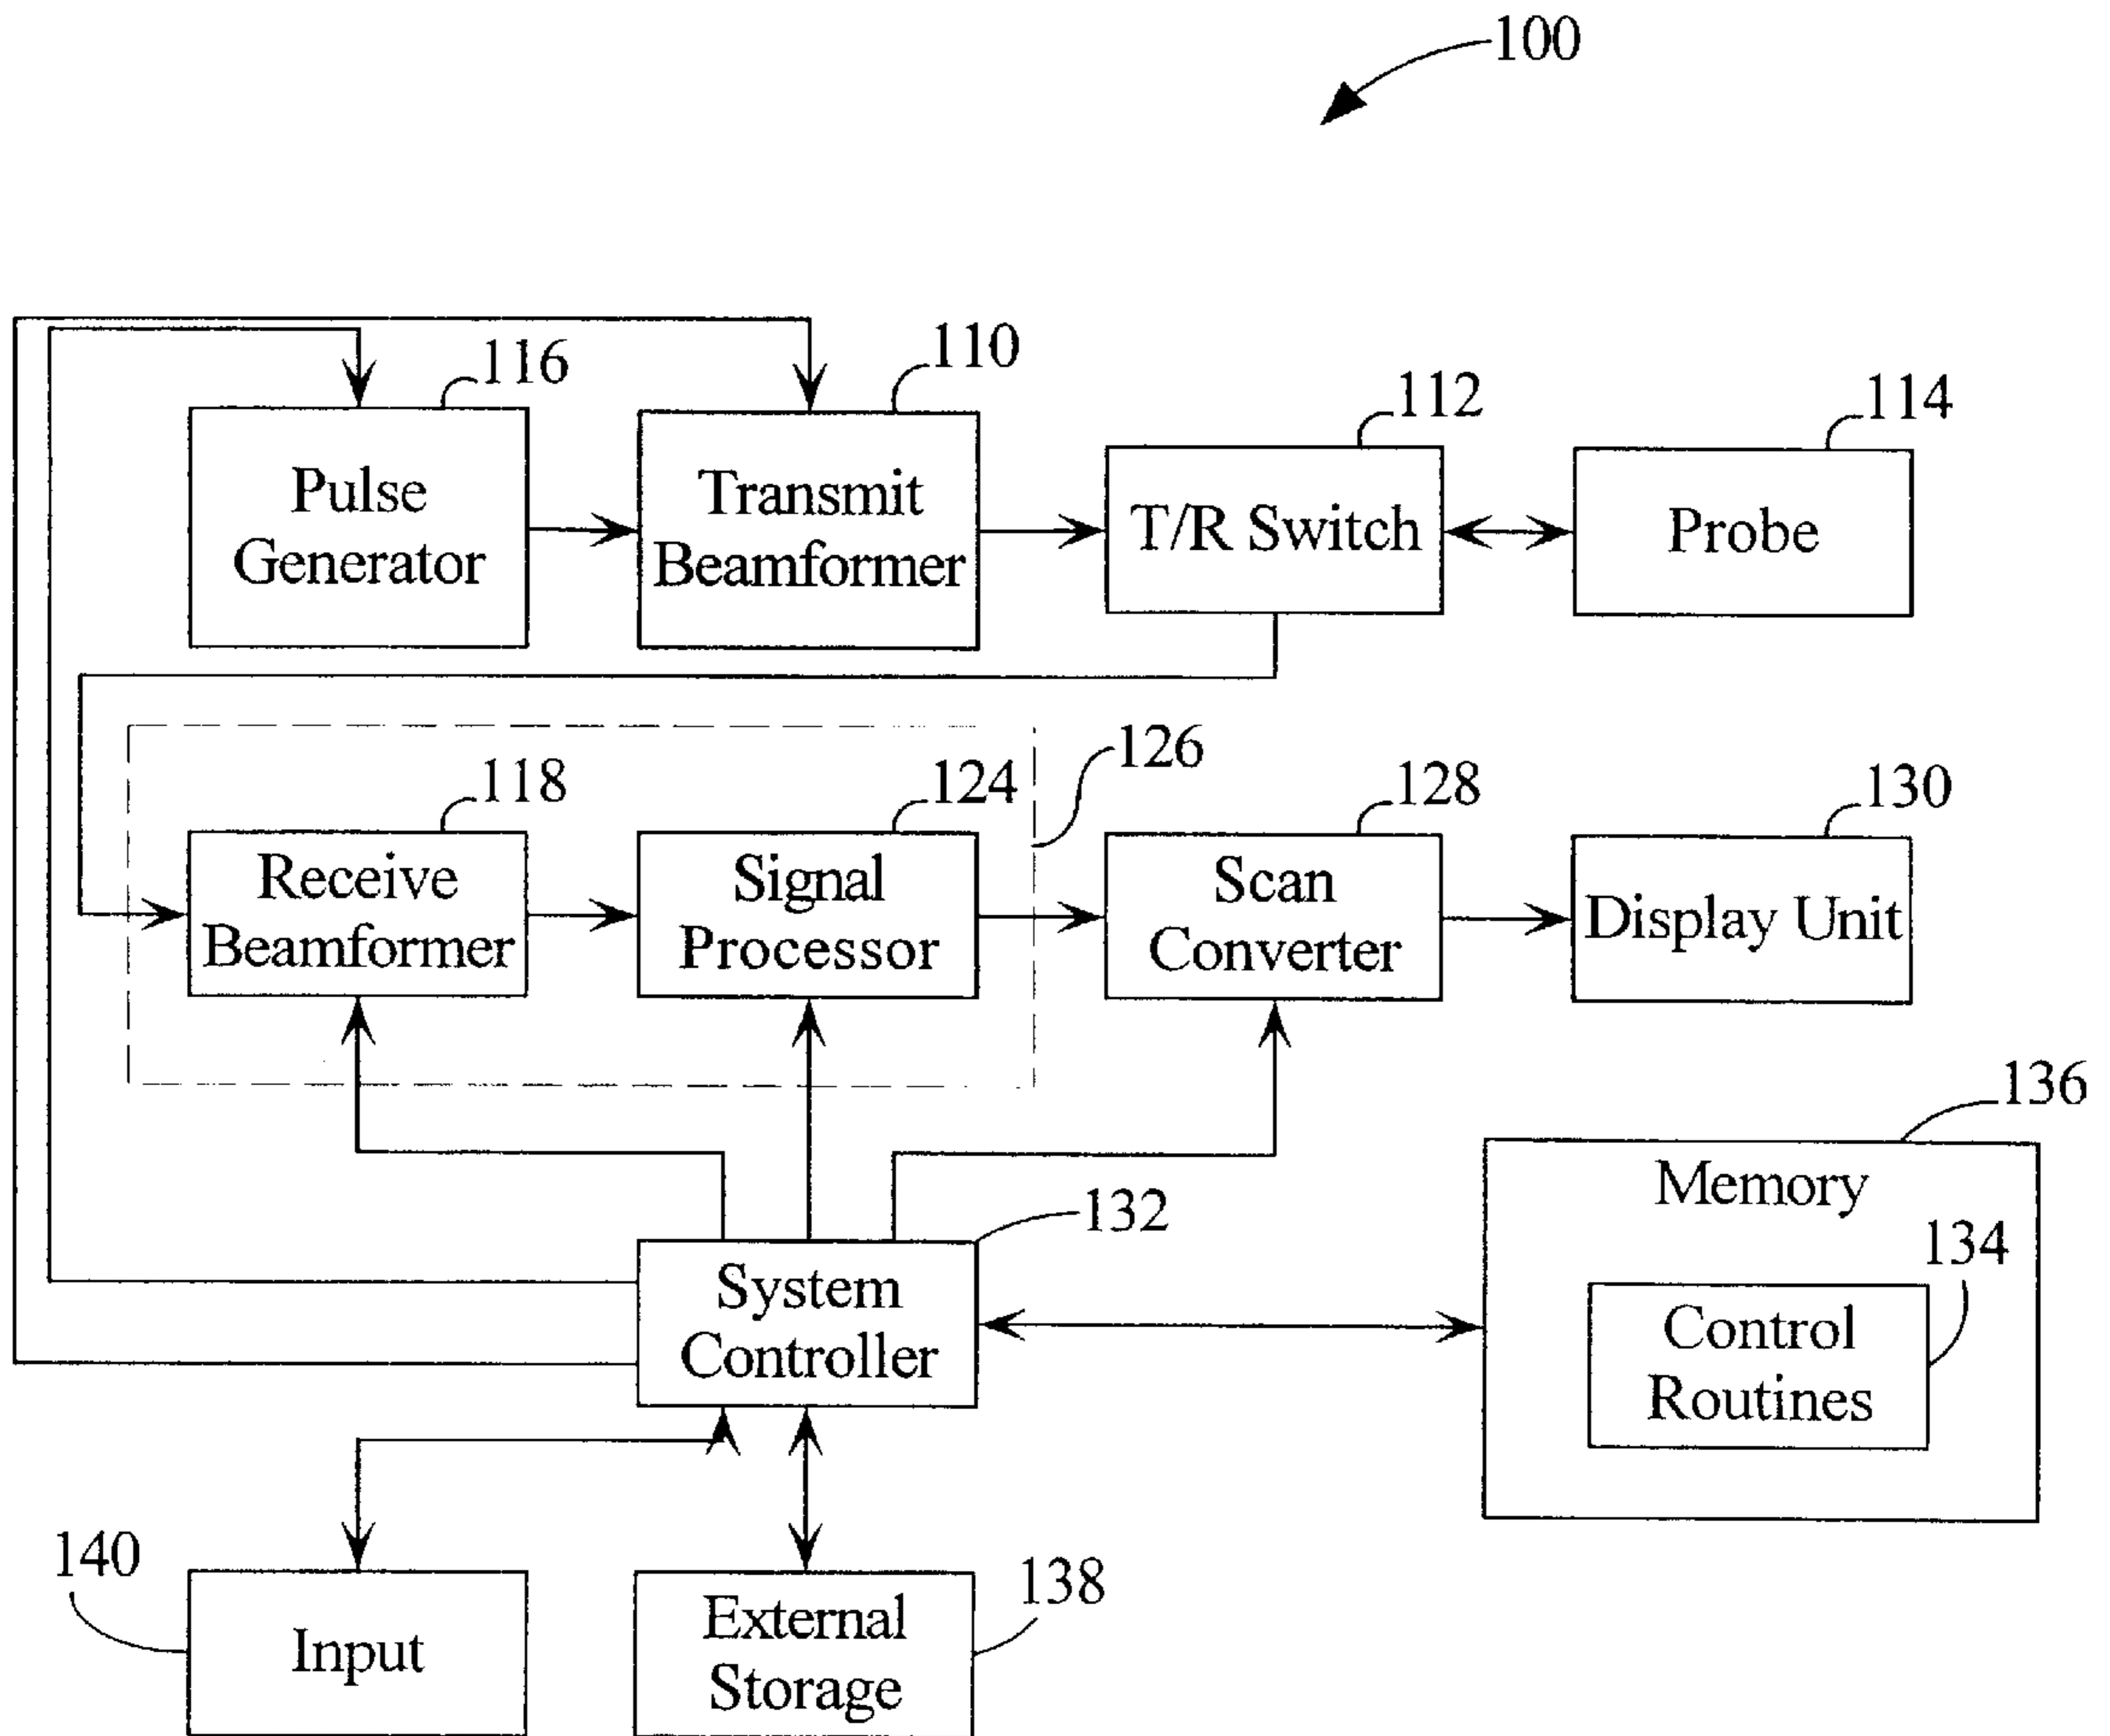 100
116
110
112
114
Pulse
Generator
Transmit
Beamformer
T/R Switch
Probe
126
118
124
128
130
Receive
Beamformer
Signal
Processor
Scan
Converter
Display Unit
136
Memory
132
134
System
Controller
Control
Routines
140
138
Input
External
Storage